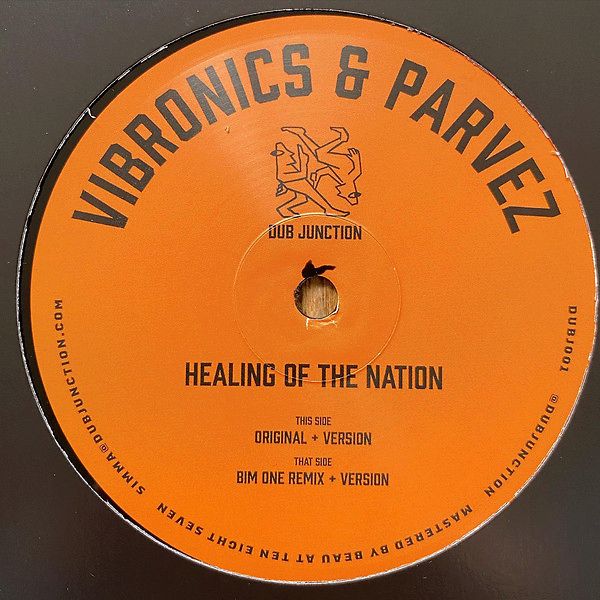 VIBRONICS & PARVEZ
DUB JUNCTION
HEALING OF THE NATION
THIS SIDE
ORIGINAL + VERSION
THAT SIDE
BIM ONE REMIX + VERSION
DUBJ001 @DUBJUNCTION MASTERED BY BEAU AT TEN EIGHT SEVEN SIMMA@DUBJUNCTION.COM